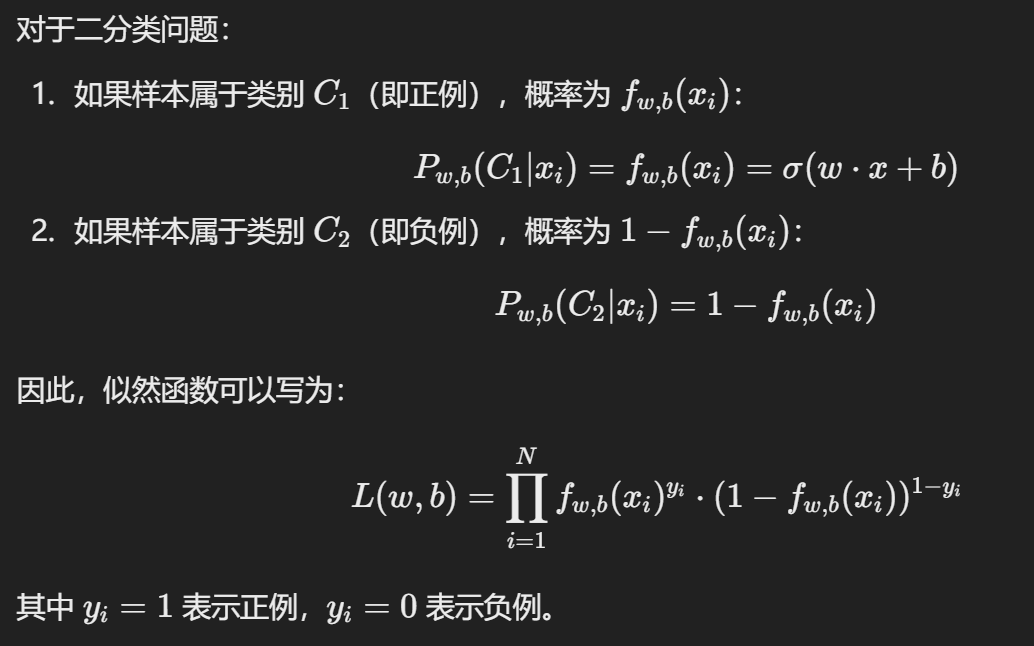 对于二分类问题：
1. 如果样本属于类别 $C_1$（即正例），概率为 $f_{w,b}(x_i)$：
$P_{w,b}(C_1|x_i) = f_{w,b}(x_i) = \sigma(w \cdot x + b)$
2. 如果样本属于类别 $C_2$（即负例），概率为 $1 - f_{w,b}(x_i)$：
$P_{w,b}(C_2|x_i) = 1 - f_{w,b}(x_i)$
因此，似然函数可以写为：
$L(w, b) = \prod_{i=1}^{N} f_{w,b}(x_i)^{y_i} \cdot (1 - f_{w,b}(x_i))^{1-y_i}$
其中 $y_i = 1$ 表示正例，$y_i = 0$ 表示负例。